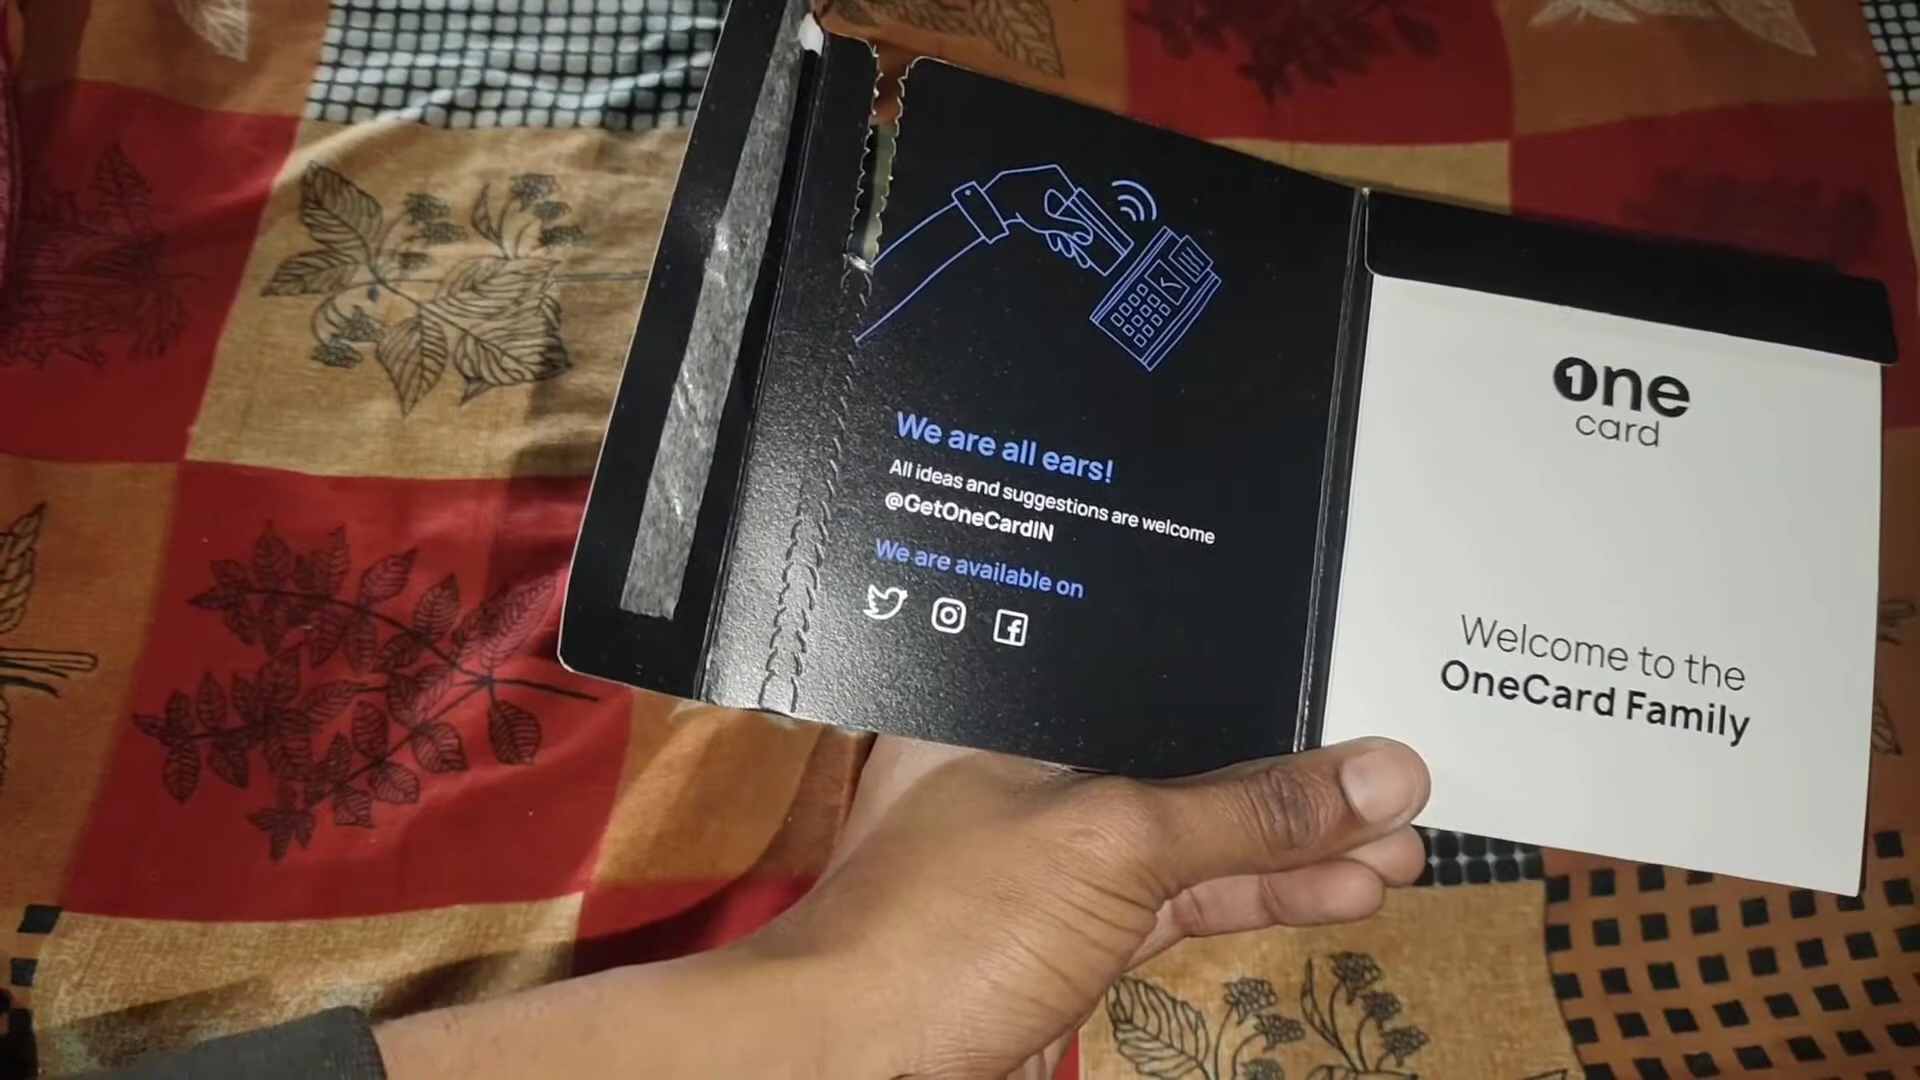 We are all ears!
All ideas and suggestions are welcome
@GetOneCardIN
We are available on
one
card
Welcome to the
OneCard Family